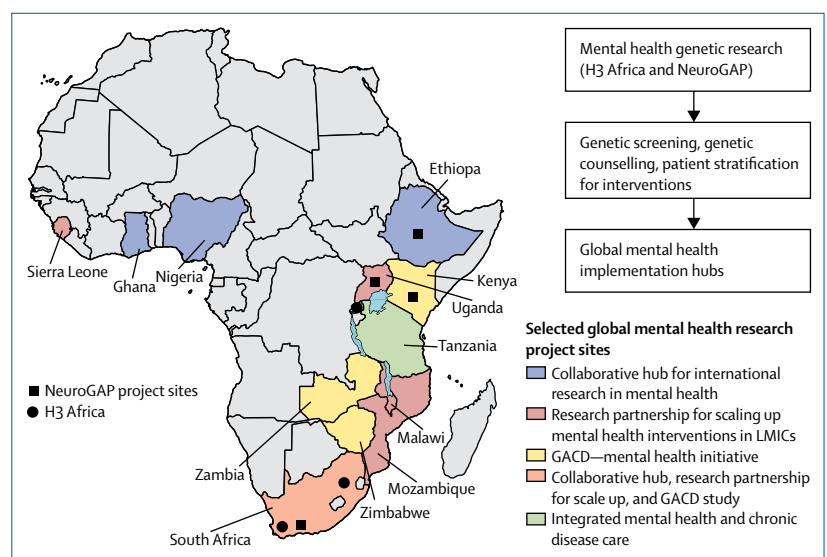 Mental health genetic research
(H3 Africa and NeuroGAP)
Genetic screening, genetic
counselling, patient stratification
for interventions
Global mental health
implementation hubs
Ethiopa
Sierra Leone
Ghana
Nigeria
Kenya
Uganda
Tanzania
Malawi
Mozambique
Zambia
Zimbabwe
South Africa
NeuroGAP project sites
H3 Africa
Selected global mental health research
project sites
Collaborative hub for international
research in mental health
Research partnership for scaling up
mental health interventions in LMICs
GACD—mental health initiative
Collaborative hub, research partnership
for scale up, and GACD study
Integrated mental health and chronic
disease care